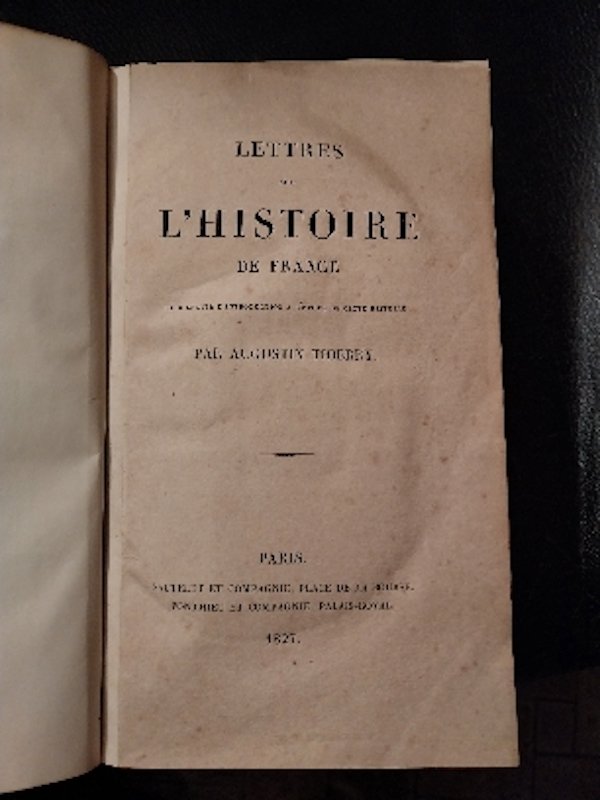 LETTRES
SUR
L'HISTOIRE
DE FRANCE
PAR AUGUSTIN THIERRY.
PARIS.
SAUTELET ET COMPAGNIE, PLACE DE LA BOURSE.
PONTHIEU ET COMPAGNIE, PALAIS-ROYAL.
1827.